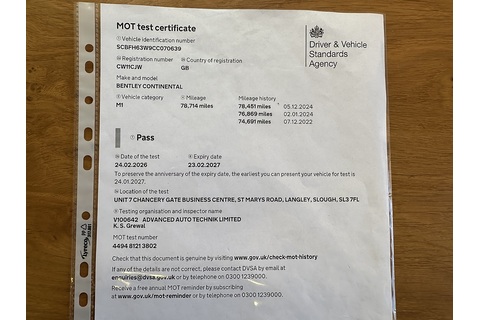 MOT test certificate
Driver & Vehicle
Standards
Agency
Vehicle identification number
SCBFH63W9CC070639
Registration number
Country of registration
CW11CJW
GB
Make and model
BENTLEY CONTINENTAL
Vehicle category
Mileage
Mileage history
M1
78,714 miles
78,451 miles 05.12.2024
76,869 miles 02.01.2024
74,691 miles 07.12.2022
Pass
Date of the test
Expiry date
24.02.2026
23.02.2027
To preserve the anniversary of the expiry date, the earliest you can present your vehicle for test is
24.01.2027.
Location of the test
UNIT 7 CHANCERY GATE BUSINESS CENTRE, ST MARYS ROAD, LANGLEY, SLOUGH, SL3 7FL
Testing organisation and inspector name
V100642 ADVANCED AUTO TECHNIK LIMITED
K. S. Grewal
MOT test number
4494 8121 3802
Check that this document is genuine by visiting www.gov.uk/check-mot-history
If any of the details are not correct, please contact DVSA by email at
enquiries@dvsa.gov.uk or by telephone on 0300 1239000.
Receive a free annual MOT reminder by subscribing
at www.gov.uk/mot-reminder or by telephone on 0300 1239000.